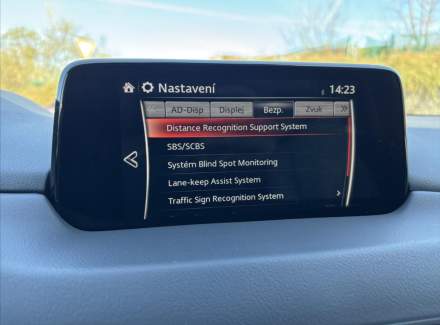 Nastavení 14:23
AD-Disp Displej Bezp. Zvuk
Distance Recognition Support System
SBS/SCBS
Systém Blind Spot Monitoring
Lane-keep Assist System
Traffic Sign Recognition System